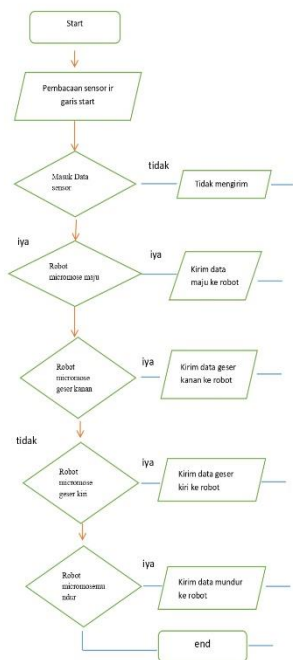 Start
Pembacaan sensor ir
garis start
tidak
Masuk Data
sensor
Tidak mengirim
iya
iya
Robot
micromose maju
Kirim data
maju ke robot
iya
Robot
micromose
geser kanan
Kirim data geser
kanan ke robot
tidak
iya
Robot
micromose
geser kiri
Kirim data geser
kiri ke robot
iya
Robot
micromosemu
ndur
Kirim data mundur
ke robot
end